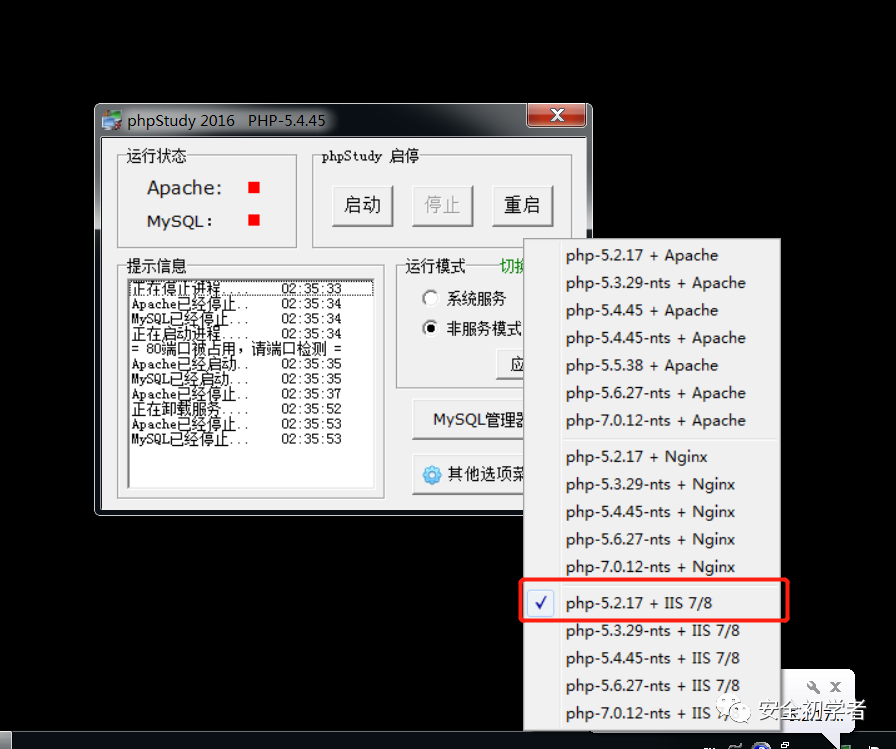 phpStudy 2016 PHP-5.4.45
运行状态
Apache:
MySQL:
phpStudy 启停
启动 停止 重启
提示信息
正在停止进程.... 02:35:33
Apache已经停止.. 02:35:34
MySQL已经停止... 02:35:34
正在启动进程.... 02:35:34
= 80端口被占用，请端口检测 =
Apache已经启动.. 02:35:35
MySQL已经启动... 02:35:35
Apache已经停止.. 02:35:37
正在卸载服务.... 02:35:52
Apache已经停止.. 02:35:53
MySQL已经停止... 02:35:53
运行模式 切换
系统服务
非服务模式
应
MySQL管理器
其他选项菜
php-5.2.17 + Apache
php-5.3.29-nts + Apache
php-5.4.45 + Apache
php-5.4.45-nts + Apache
php-5.5.38 + Apache
php-5.6.27-nts + Apache
php-7.0.12-nts + Apache
php-5.2.17 + Nginx
php-5.3.29-nts + Nginx
php-5.4.45-nts + Nginx
php-5.6.27-nts + Nginx
php-7.0.12-nts + Nginx
php-5.2.17 + IIS 7/8
php-5.3.29-nts + IIS 7/8
php-5.4.45-nts + IIS 7/8
php-5.6.27-nts + IIS 7/8
php-7.0.12-nts + IIS
安全初学者